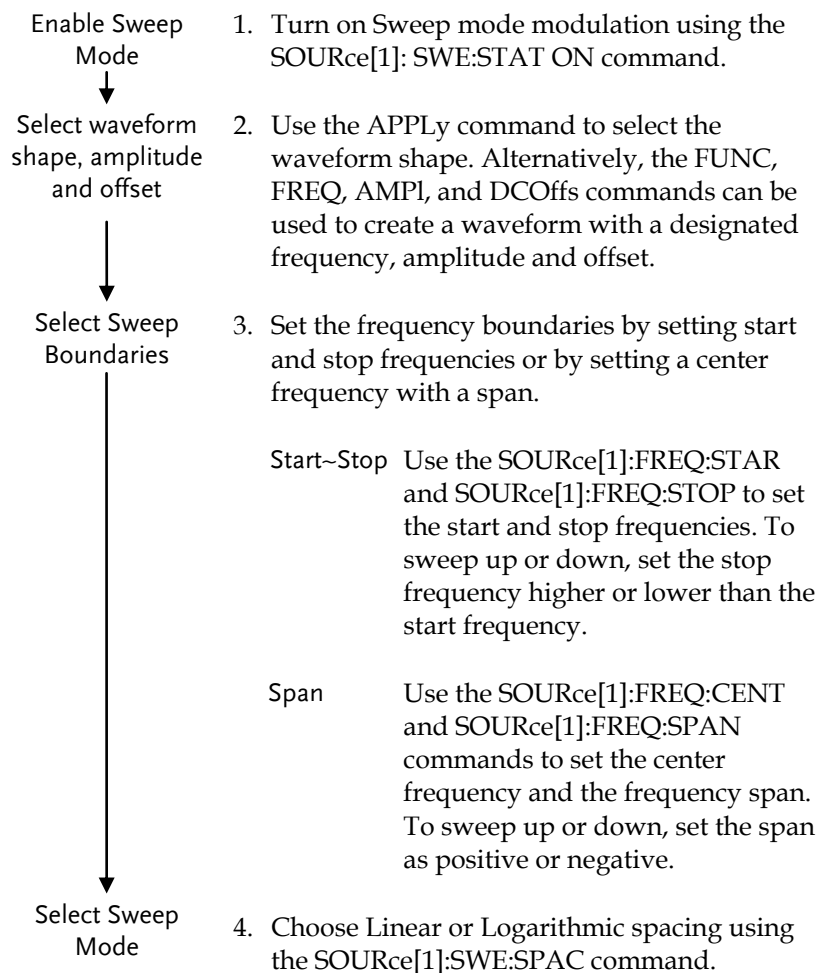 Enable Sweep
Mode
1. Turn on Sweep mode modulation using the
SOURce[1]: SWE:STAT ON command.
Select waveform
shape, amplitude
and offset
2. Use the APPLy command to select the
waveform shape. Alternatively, the FUNC,
FREQ, AMPl, and DCOffs commands can be
used to create a waveform with a designated
frequency, amplitude and offset.
Select Sweep
Boundaries
3. Set the frequency boundaries by setting start
and stop frequencies or by setting a center
frequency with a span.
Start~Stop Use the SOURce[1]:FREQ:STAR
and SOURce[1]:FREQ:STOP to set
the start and stop frequencies. To
sweep up or down, set the stop
frequency higher or lower than the
start frequency.
Span Use the SOURce[1]:FREQ:CENT
and SOURce[1]:FREQ:SPAN
commands to set the center
frequency and the frequency span.
To sweep up or down, set the span
as positive or negative.
Select Sweep
Mode
4. Choose Linear or Logarithmic spacing using
the SOURce[1]:SWE:SPAC command.